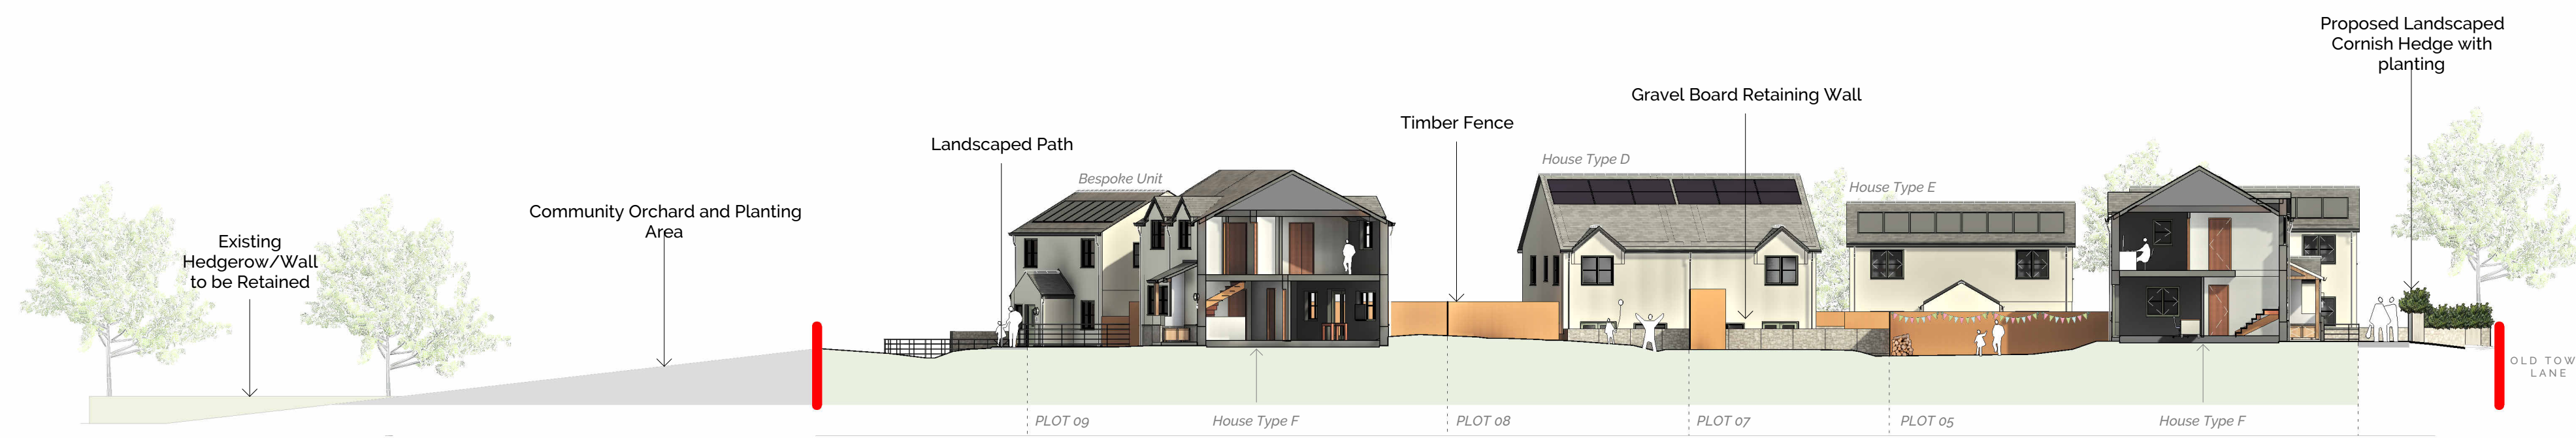 Existing
Hedgerow/Wall
to be Retained
Community Orchard and Planting
Area
Landscaped Path
Bespoke Unit
Timber Fence
House Type D
Gravel Board Retaining Wall
House Type E
Proposed Landscaped
Cornish Hedge with
planting
OLD TOW
LANE
PLOT 09
House Type F
PLOT 08
PLOT 07
PLOT 05
House Type F